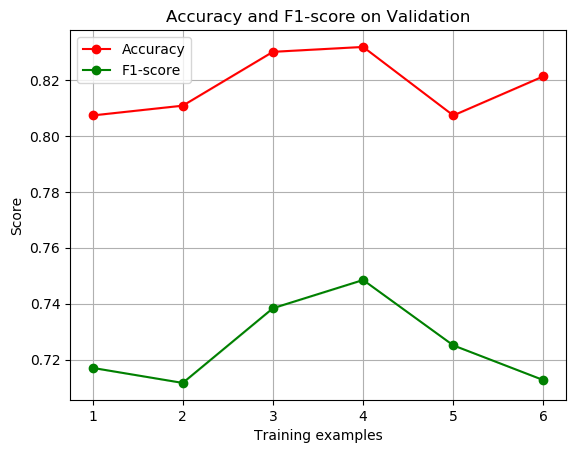 Accuracy and F1-score on Validation
Accuracy
F1-score
0.82
0.80
0.78
0.76
0.74
0.72
Score
1 2 3 4 5 6
Training examples